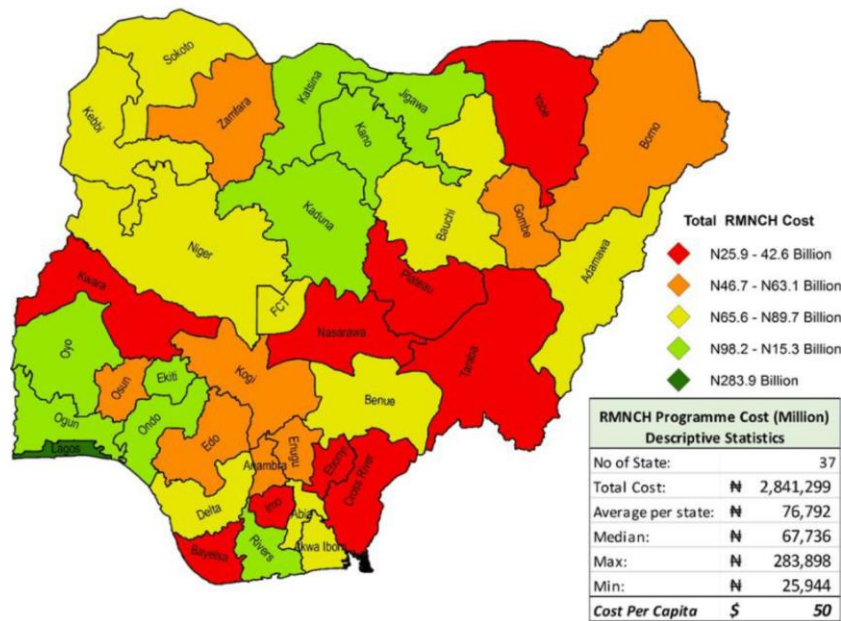 Sokoto
Kebbi
Zamfara
Katsina
Kano
Jigawa
Yobe
Borno
Kaduna
Bauchi
Gombe
Adamawa
Niger
FCT
Kwara
Plateau
Nasarawa
Taraba
Oyo
Osun
Ekiti
Kogi
Benue
Ogun
Ondo
Edo
Lagos
Anambra
Enugu
Ebonyi
Cross River
Delta
Imo
Abia
Bayelsa
Rivers
Akwa Ibom
Total RMNCH Cost
N25.9 - 42.6 Billion
N46.7 - N63.1 Billion
N65.6 - N89.7 Billion
N98.2 - N15.3 Billion
N283.9 Billion
RMNCH Programme Cost (Million)
Descriptive Statistics
No of State: 37
Total Cost: ₦ 2,841,299
Average per state: ₦ 76,792
Median: ₦ 67,736
Max: ₦ 283,898
Min: ₦ 25,944
Cost Per Capita $ 50